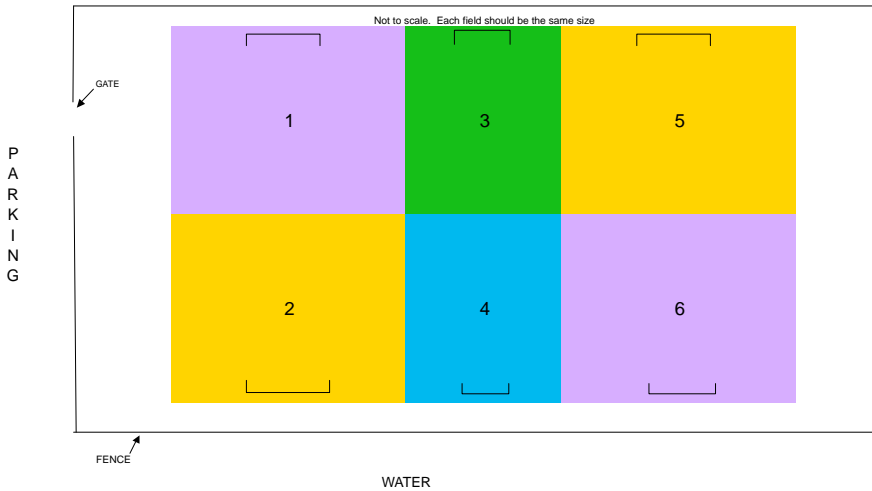 Not to scale.  Each field should be the same size
GATE
1
3
5
P
A
R
K
I
N
G
2
4
6
FENCE
WATER